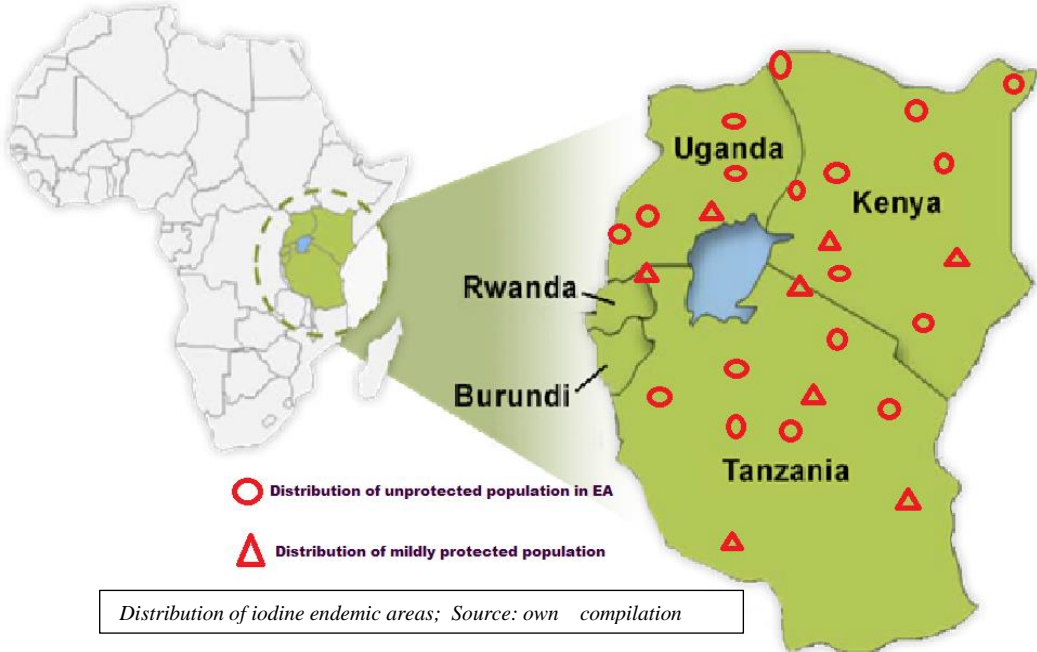 Uganda
Kenya
Rwanda
Burundi
Tanzania
Distribution of unprotected population in EA
Distribution of mildly protected population
Distribution of iodine endemic areas; Source: own compilation